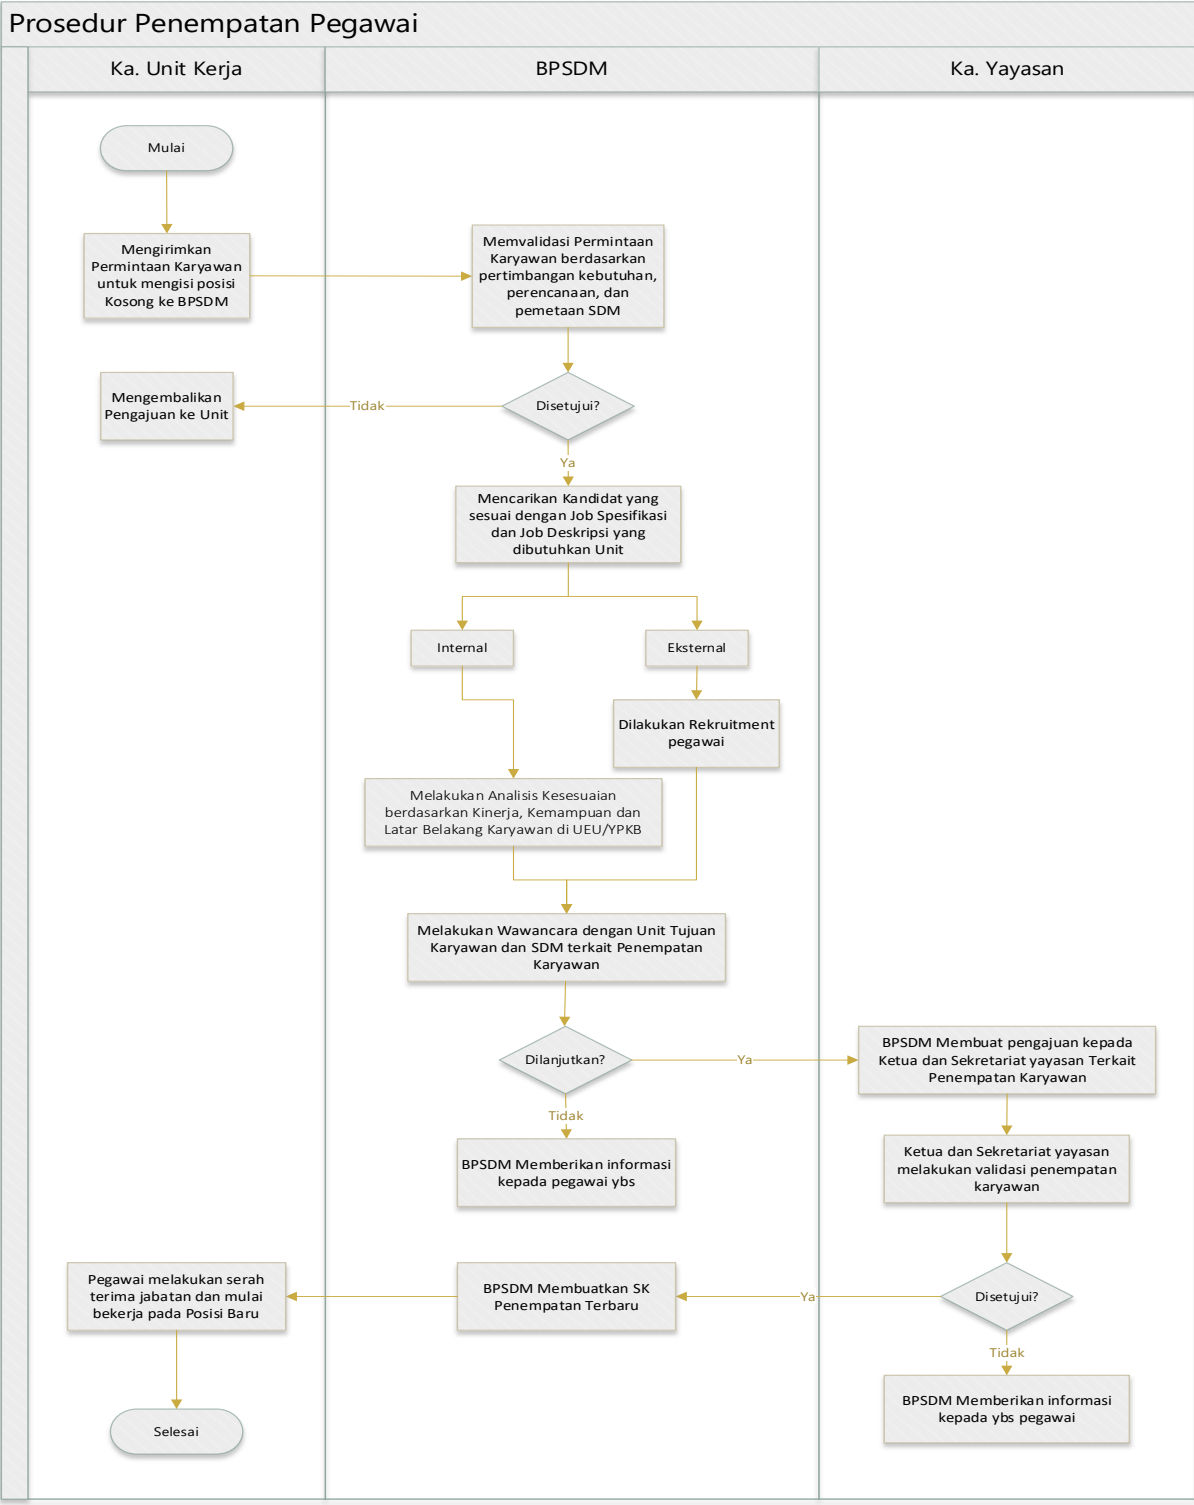 Prosedur Penempatan Pegawai
Ka. Unit Kerja
BPSDM
Ka. Yayasan
Mulai
Mengirimkan
Permintaan Karyawan
untuk mengisi posisi
Kosong ke BPSDM
Memvalidasi Permintaan
Karyawan berdasarkan
pertimbangan kebutuhan,
perencanaan, dan
pemetaan SDM
Disetujui?
Tidak
Mengembalikan
Pengajuan ke Unit
Ya
Mencarikan Kandidat yang
sesuai dengan Job Spesifikasi
dan Job Deskripsi yang
dibutuhkan Unit
Internal
Eksternal
Dilakukan Rekruitment
pegawai
Melakukan Analisis Kesesuaian
berdasarkan Kinerja, Kemampuan dan
Latar Belakang Karyawan di UEU/YPKB
Melakukan Wawancara dengan Unit Tujuan
Karyawan dan SDM terkait Penempatan
Karyawan
Dilanjutkan?
Ya
BPSDM Membuat pengajuan kepada
Ketua dan Sekretariat yayasan Terkait
Penempatan Karyawan
Tidak
BPSDM Memberikan informasi
kepada pegawai ybs
Ketua dan Sekretariat yayasan
melakukan validasi penempatan
karyawan
Disetujui?
Ya
BPSDM Membuatkan SK
Penempatan Terbaru
Pegawai melakukan serah
terima jabatan dan mulai
bekerja pada Posisi Baru
Tidak
BPSDM Memberikan informasi
kepada ybs pegawai
Selesai